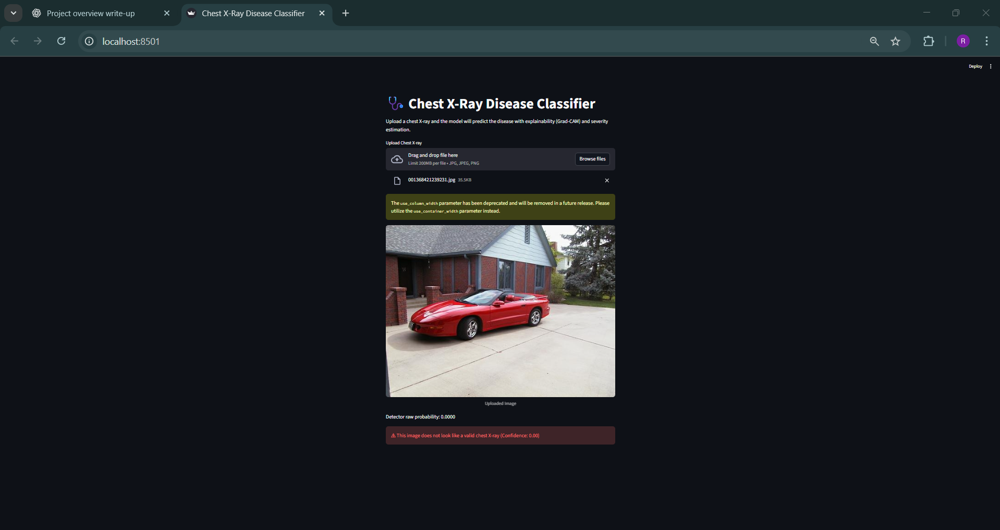 Project overview write-up
Chest X-Ray Disease Classifier
localhost:8501
R
Deploy
Chest X-Ray Disease Classifier
Upload a chest X-ray and the model will predict the disease with explainability (Grad-CAM) and severity
estimation.
Upload Chest X-ray
Drag and drop file here
Limit 200MB per file • JPG, JPEG, PNG
Browse files
001368421239231.jpg 35.5KB
The use_column_width parameter has been deprecated and will be removed in a future release. Please
utilize the use_container_width parameter instead.
Uploaded Image
Detector raw probability: 0.0000
⚠ This image does not look like a valid chest X-ray (Confidence: 0.00)